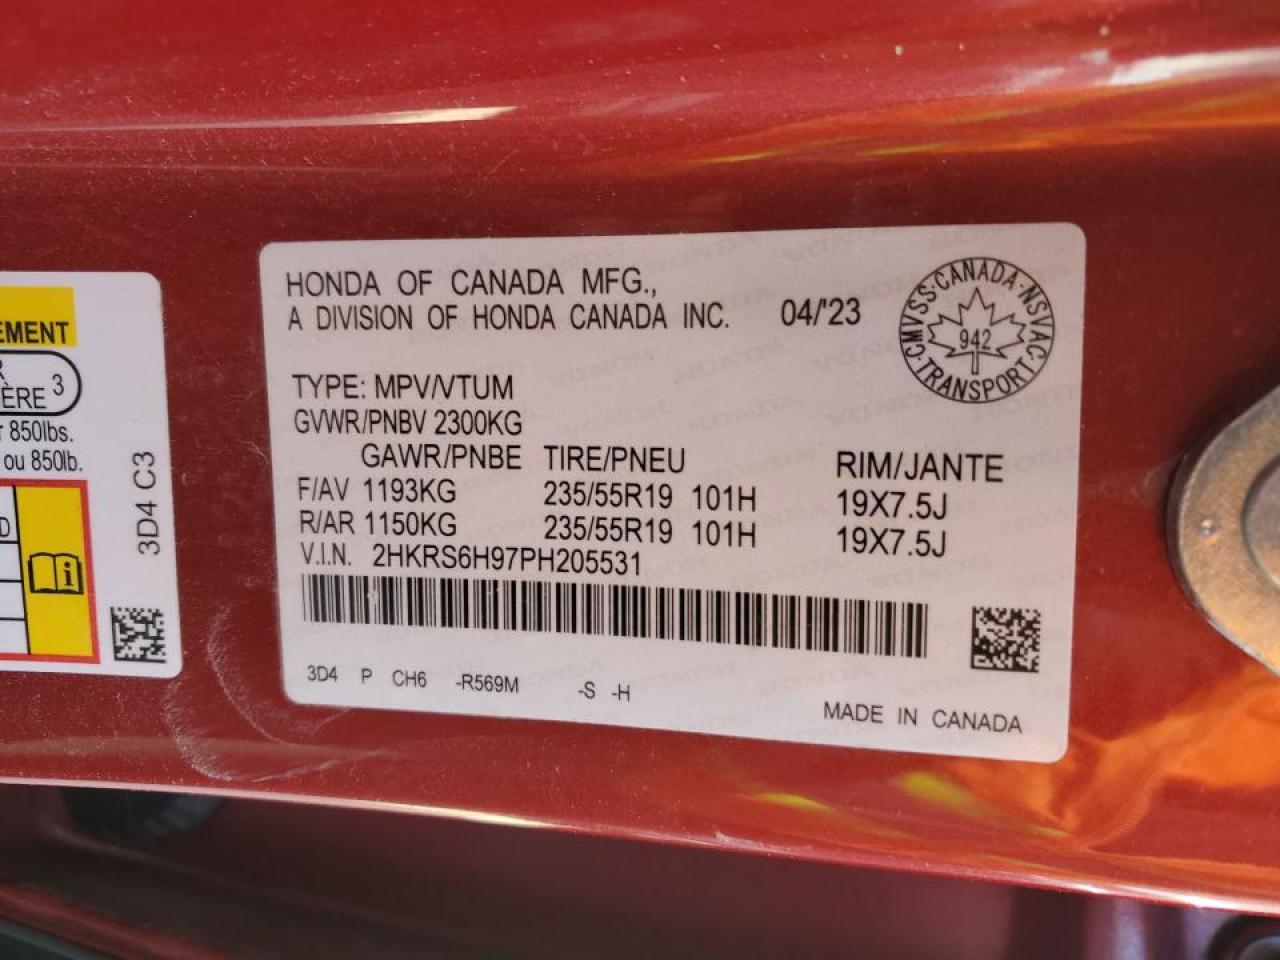 EMENT
R
ÈRE 3
r 850lbs.
ou 850lb.
D
3D4 C3
HONDA OF CANADA MFG.,
A DIVISION OF HONDA CANADA INC. 04/'23
CMVSS·CANADA·NSVAC·TRANSPORT·
942
TYPE: MPV/VTUM
GVWR/PNBV 2300KG
GAWR/PNBE TIRE/PNEU RIM/JANTE
F/AV 1193KG 235/55R19 101H 19X7.5J
R/AR 1150KG 235/55R19 101H 19X7.5J
V.I.N. 2HKRS6H97PH205531
3D4 P CH6 -R569M -S -H
MADE IN CANADA